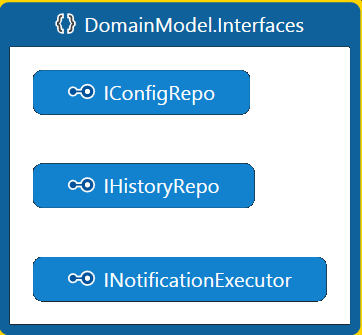 DomainModel.Interfaces
IConfigRepo
IHistoryRepo
INotificationExecutor